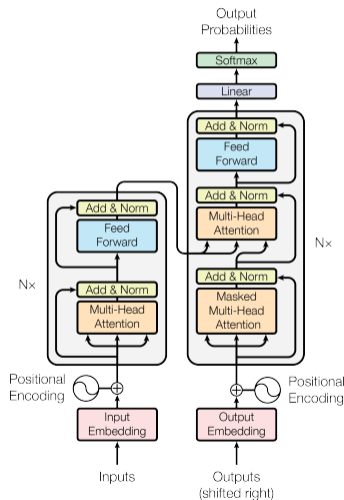 Output
Probabilities
Softmax
Linear
Add & Norm
Feed
Forward
Add & Norm
Multi-Head
Attention
Add & Norm
Masked
Multi-Head
Attention
N×
Add & Norm
Feed
Forward
N×
Add & Norm
Multi-Head
Attention
Positional
Encoding
Positional
Encoding
Input
Embedding
Output
Embedding
Inputs
Outputs
(shifted right)